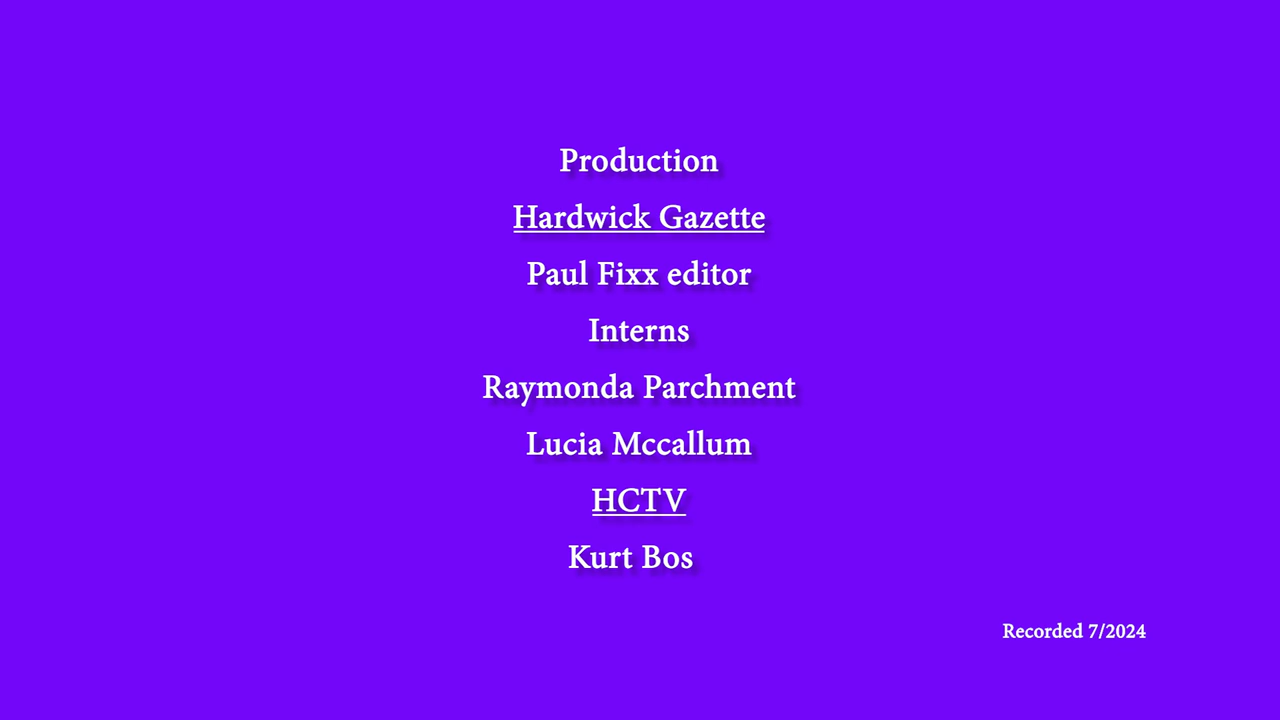 Production
Hardwick Gazette
Paul Fixx editor
Interns
Raymonda Parchment
Lucia Mccallum
HCTV
Kurt Bos
Recorded 7/2024